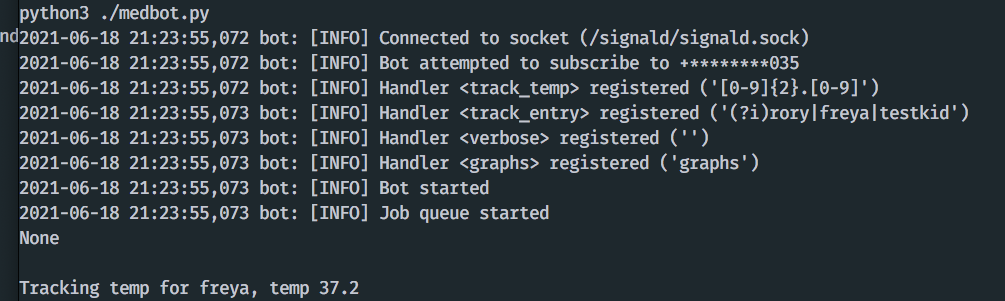 python3 ./medbot.py
nd2021-06-18 21:23:55,072 bot: [INFO] Connected to socket (/signald/signald.sock)
2021-06-18 21:23:55,072 bot: [INFO] Bot attempted to subscribe to +*********035
2021-06-18 21:23:55,072 bot: [INFO] Handler <track_temp> registered ('[0-9]{2}.[0-9]')
2021-06-18 21:23:55,073 bot: [INFO] Handler <track_entry> registered ('(?i)rory|freya|testkid')
2021-06-18 21:23:55,073 bot: [INFO] Handler <verbose> registered ('')
2021-06-18 21:23:55,073 bot: [INFO] Handler <graphs> registered ('graphs')
2021-06-18 21:23:55,073 bot: [INFO] Bot started
2021-06-18 21:23:55,073 bot: [INFO] Job queue started
None
Tracking temp for freya, temp 37.2